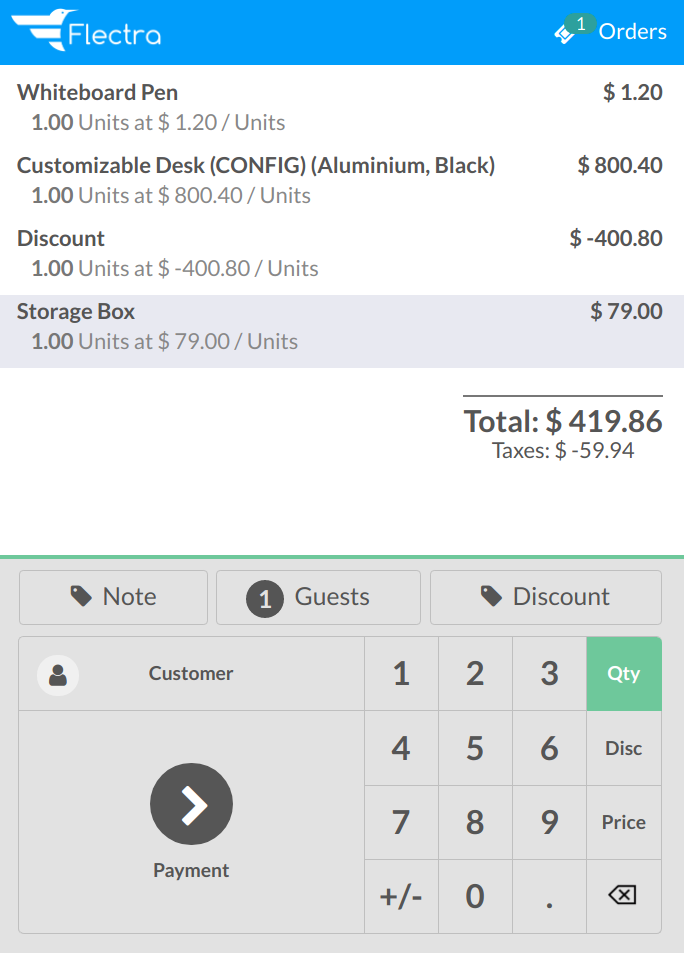 Flectra
1 Orders
Whiteboard Pen $ 1.20
1.00 Units at $ 1.20 / Units
Customizable Desk (CONFIG) (Aluminium, Black) $ 800.40
1.00 Units at $ 800.40 / Units
Discount $ -400.80
1.00 Units at $ -400.80 / Units
Storage Box $ 79.00
1.00 Units at $ 79.00 / Units
Total: $ 419.86
Taxes: $ -59.94
Note 1 Guests Discount
Customer 1 2 3 Qty
4 5 6 Disc
7 8 9 Price
Payment
+/- 0 .